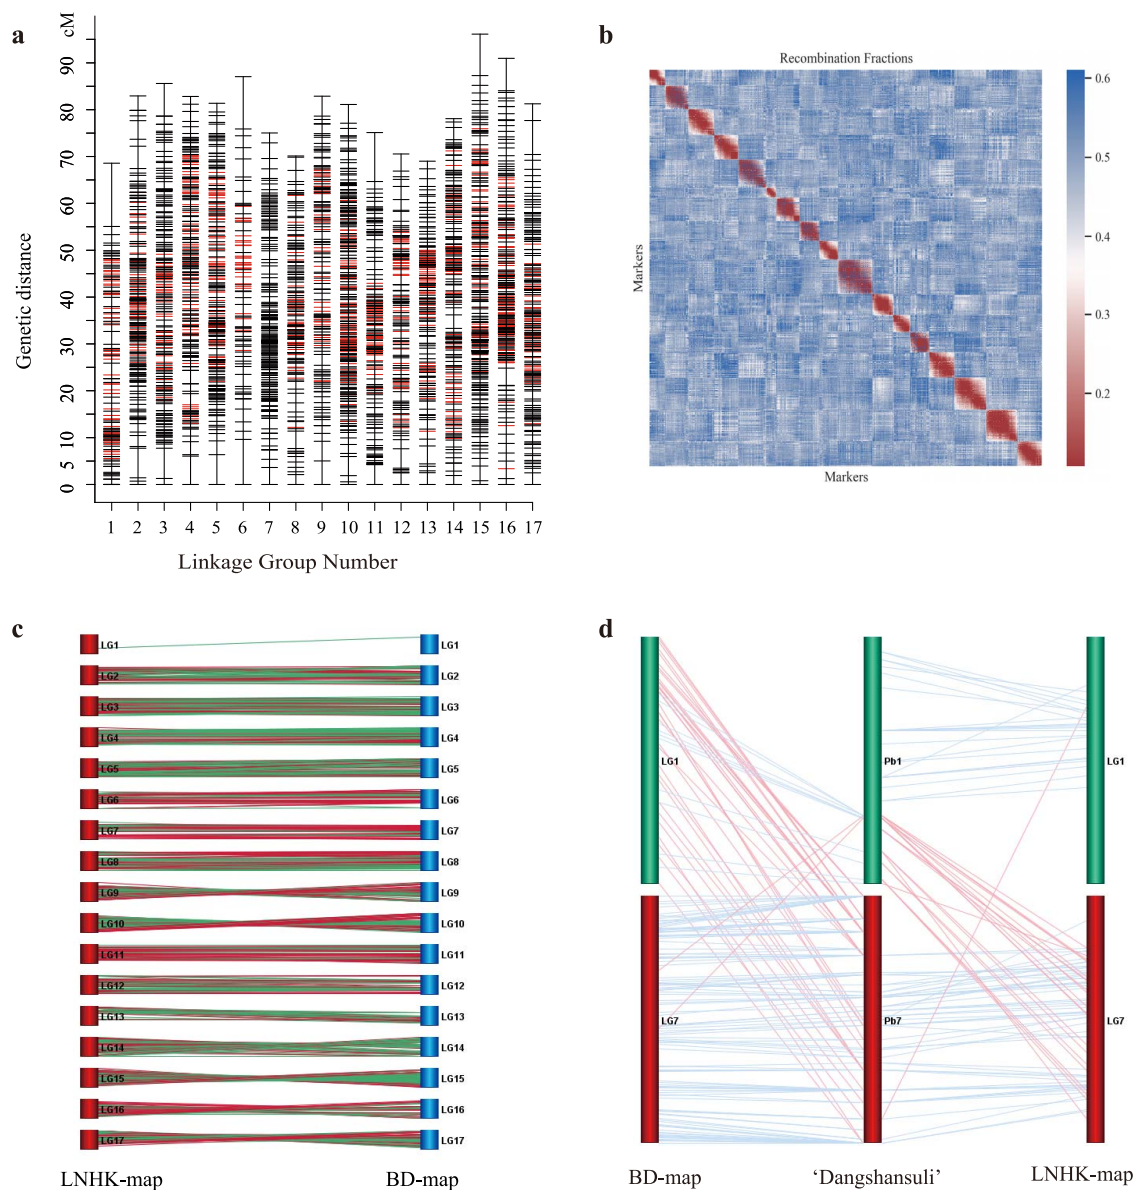 a
cM
90
80
70
60
50
40
30
20
10
5
0
Genetic distance
1 2 3 4 5 6 7 8 9 10 11 12 13 14 15 16 17
Linkage Group Number
b
Recombination Fractions
Markers
Markers
0.6
0.5
0.4
0.3
0.2
c
LG1 LG1
LG2 LG2
LG3 LG3
LG4 LG4
LG5 LG5
LG6 LG6
LG7 LG7
LG8 LG8
LG9 LG9
LG10 LG10
LG11 LG11
LG12 LG12
LG13 LG13
LG14 LG14
LG15 LG15
LG16 LG16
LG17 LG17
LNHK-map BD-map
d
LG1 Pb1 LG1
LG7 Pb7 LG7
BD-map ‘Dangshansuli’ LNHK-map